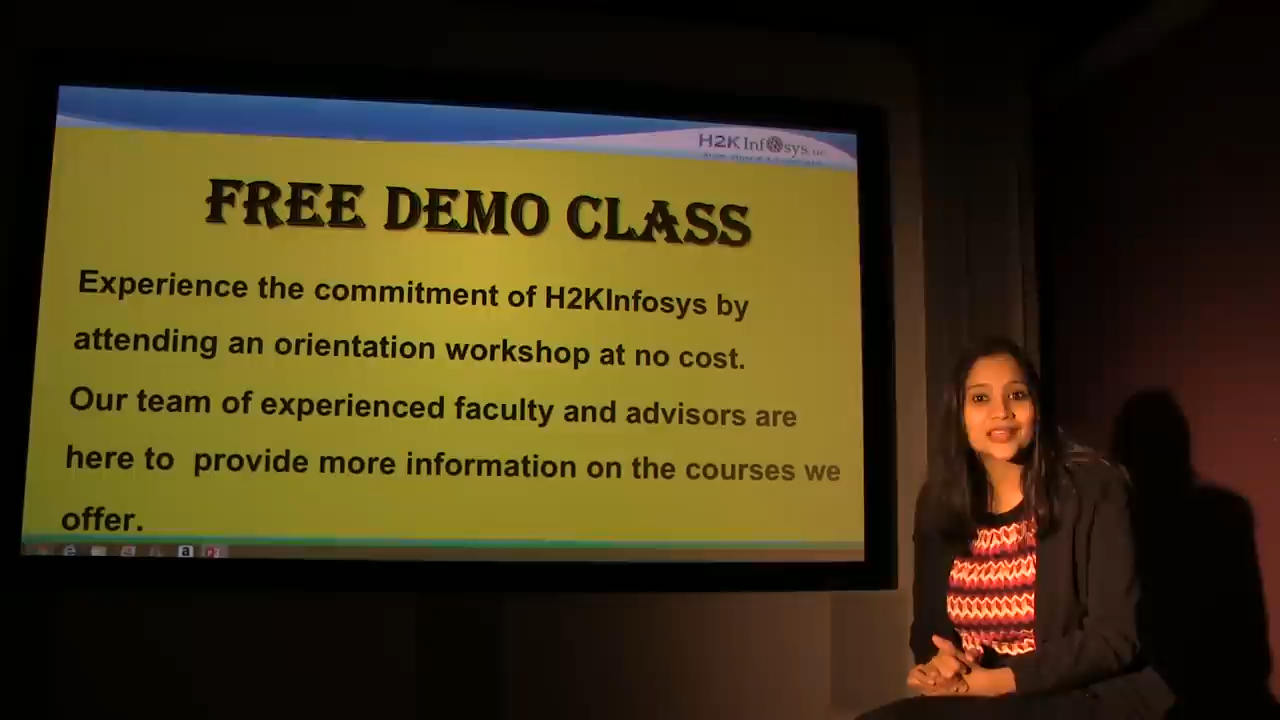 H2K Infosys LLC
FREE DEMO CLASS
Experience the commitment of H2KInfosys by
attending an orientation workshop at no cost.
Our team of experienced faculty and advisors are
here to provide more information on the courses we
offer.